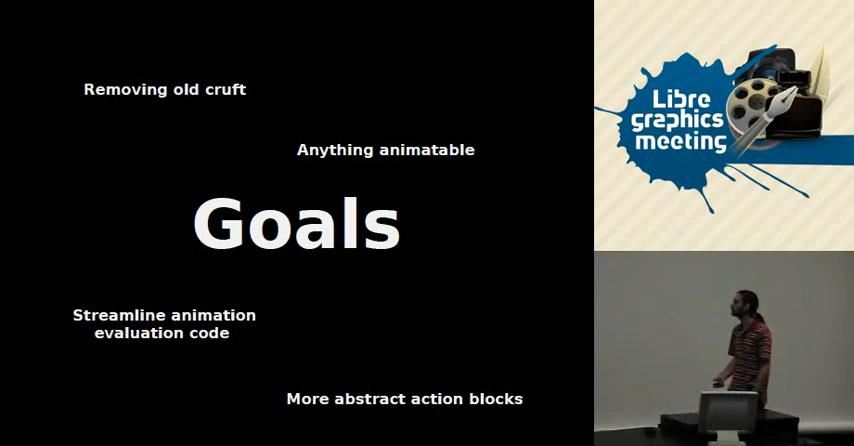 Removing old cruft
Anything animatable
Goals
Streamline animation
evaluation code
More abstract action blocks
Libre
graphics
meeting